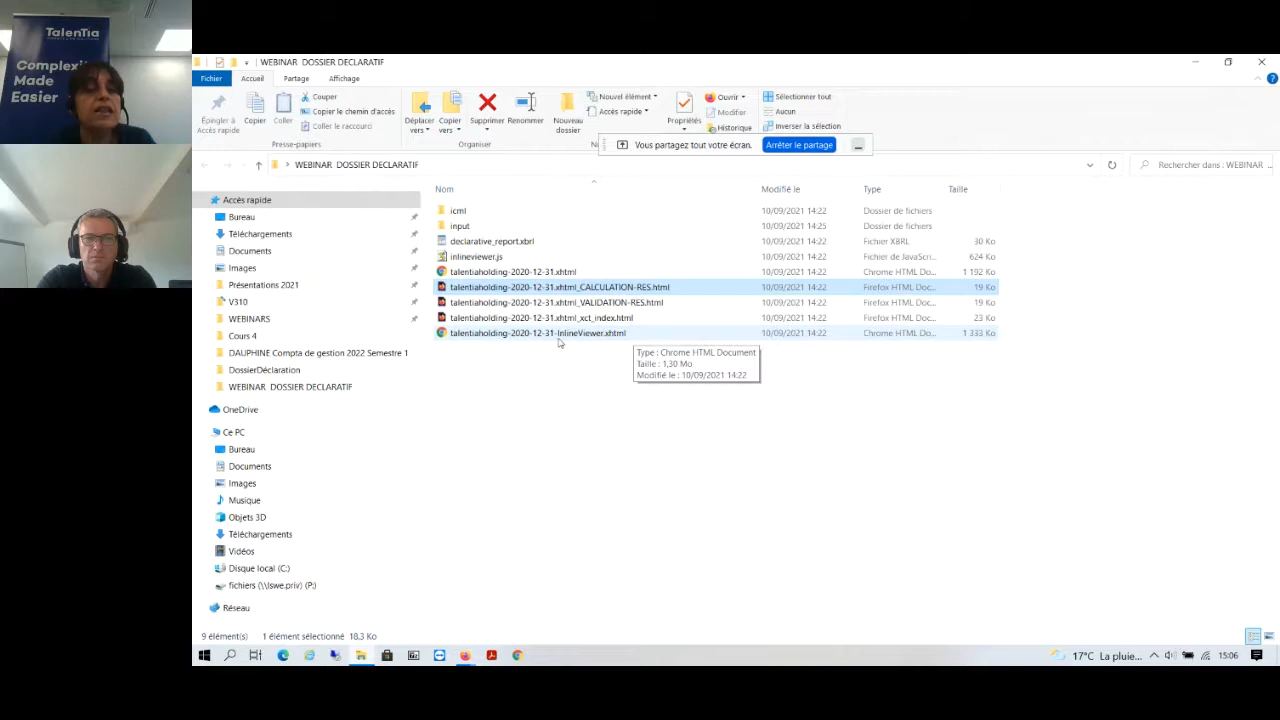 TalenTia
Complexity
Made
Easier
WEBINAR DOSSIER DECLARATIF
Fichier Accueil Partage Affichage
Épingler à Accès rapide
Copier
Coller
Couper
Copier le chemin d'accès
Coller le raccourci
Presse-papiers
Déplacer vers
Copier vers
Supprimer
Renommer
Organiser
Nouveau dossier
Nouvel élément
Accès rapide
Propriétés
Ouvrir
Modifier
Historique
Sélectionner tout
Aucun
Inverser la sélection
Vous partagez tout votre écran. Arrêter le partage
WEBINAR DOSSIER DECLARATIF
Rechercher dans : WEBINAR ...
Accès rapide
Bureau
Téléchargements
Documents
Images
Présentations 2021
V310
WEBINARS
Cours 4
DAUPHINE Compta de gestion 2022 Semestre 1
DossierDéclaration
WEBINAR DOSSIER DECLARATIF
OneDrive
Ce PC
Bureau
Documents
Images
Musique
Objets 3D
Téléchargements
Vidéos
Disque local (C:)
fichiers (\\lswe.priv) (P:)
Réseau
Nom Modifié le Type Taille
icml 10/09/2021 14:22 Dossier de fichiers
input 10/09/2021 14:25 Dossier de fichiers
declarative_report.xbrl 10/09/2021 14:22 Fichier XBRL 30 Ko
inlineviewer.js 10/09/2021 14:22 Fichier de JavaScri... 624 Ko
talentiaholding-2020-12-31.xhtml 10/09/2021 14:22 Chrome HTML Do... 1 192 Ko
talentiaholding-2020-12-31.xhtml_CALCULATION-RES.html 10/09/2021 14:22 Firefox HTML Doc... 19 Ko
talentiaholding-2020-12-31.xhtml_VALIDATION-RES.html 10/09/2021 14:22 Firefox HTML Doc... 19 Ko
talentiaholding-2020-12-31.xhtml_xct_index.html 10/09/2021 14:22 Firefox HTML Doc... 23 Ko
talentiaholding-2020-12-31-InlineViewer.xhtml 10/09/2021 14:22 Chrome HTML Do... 1 333 Ko
Type : Chrome HTML Document
Taille : 1,30 Mo
Modifié le : 10/09/2021 14:22
9 élément(s) 1 élément sélectionné 18,3 Ko
17°C La pluie... 15:06